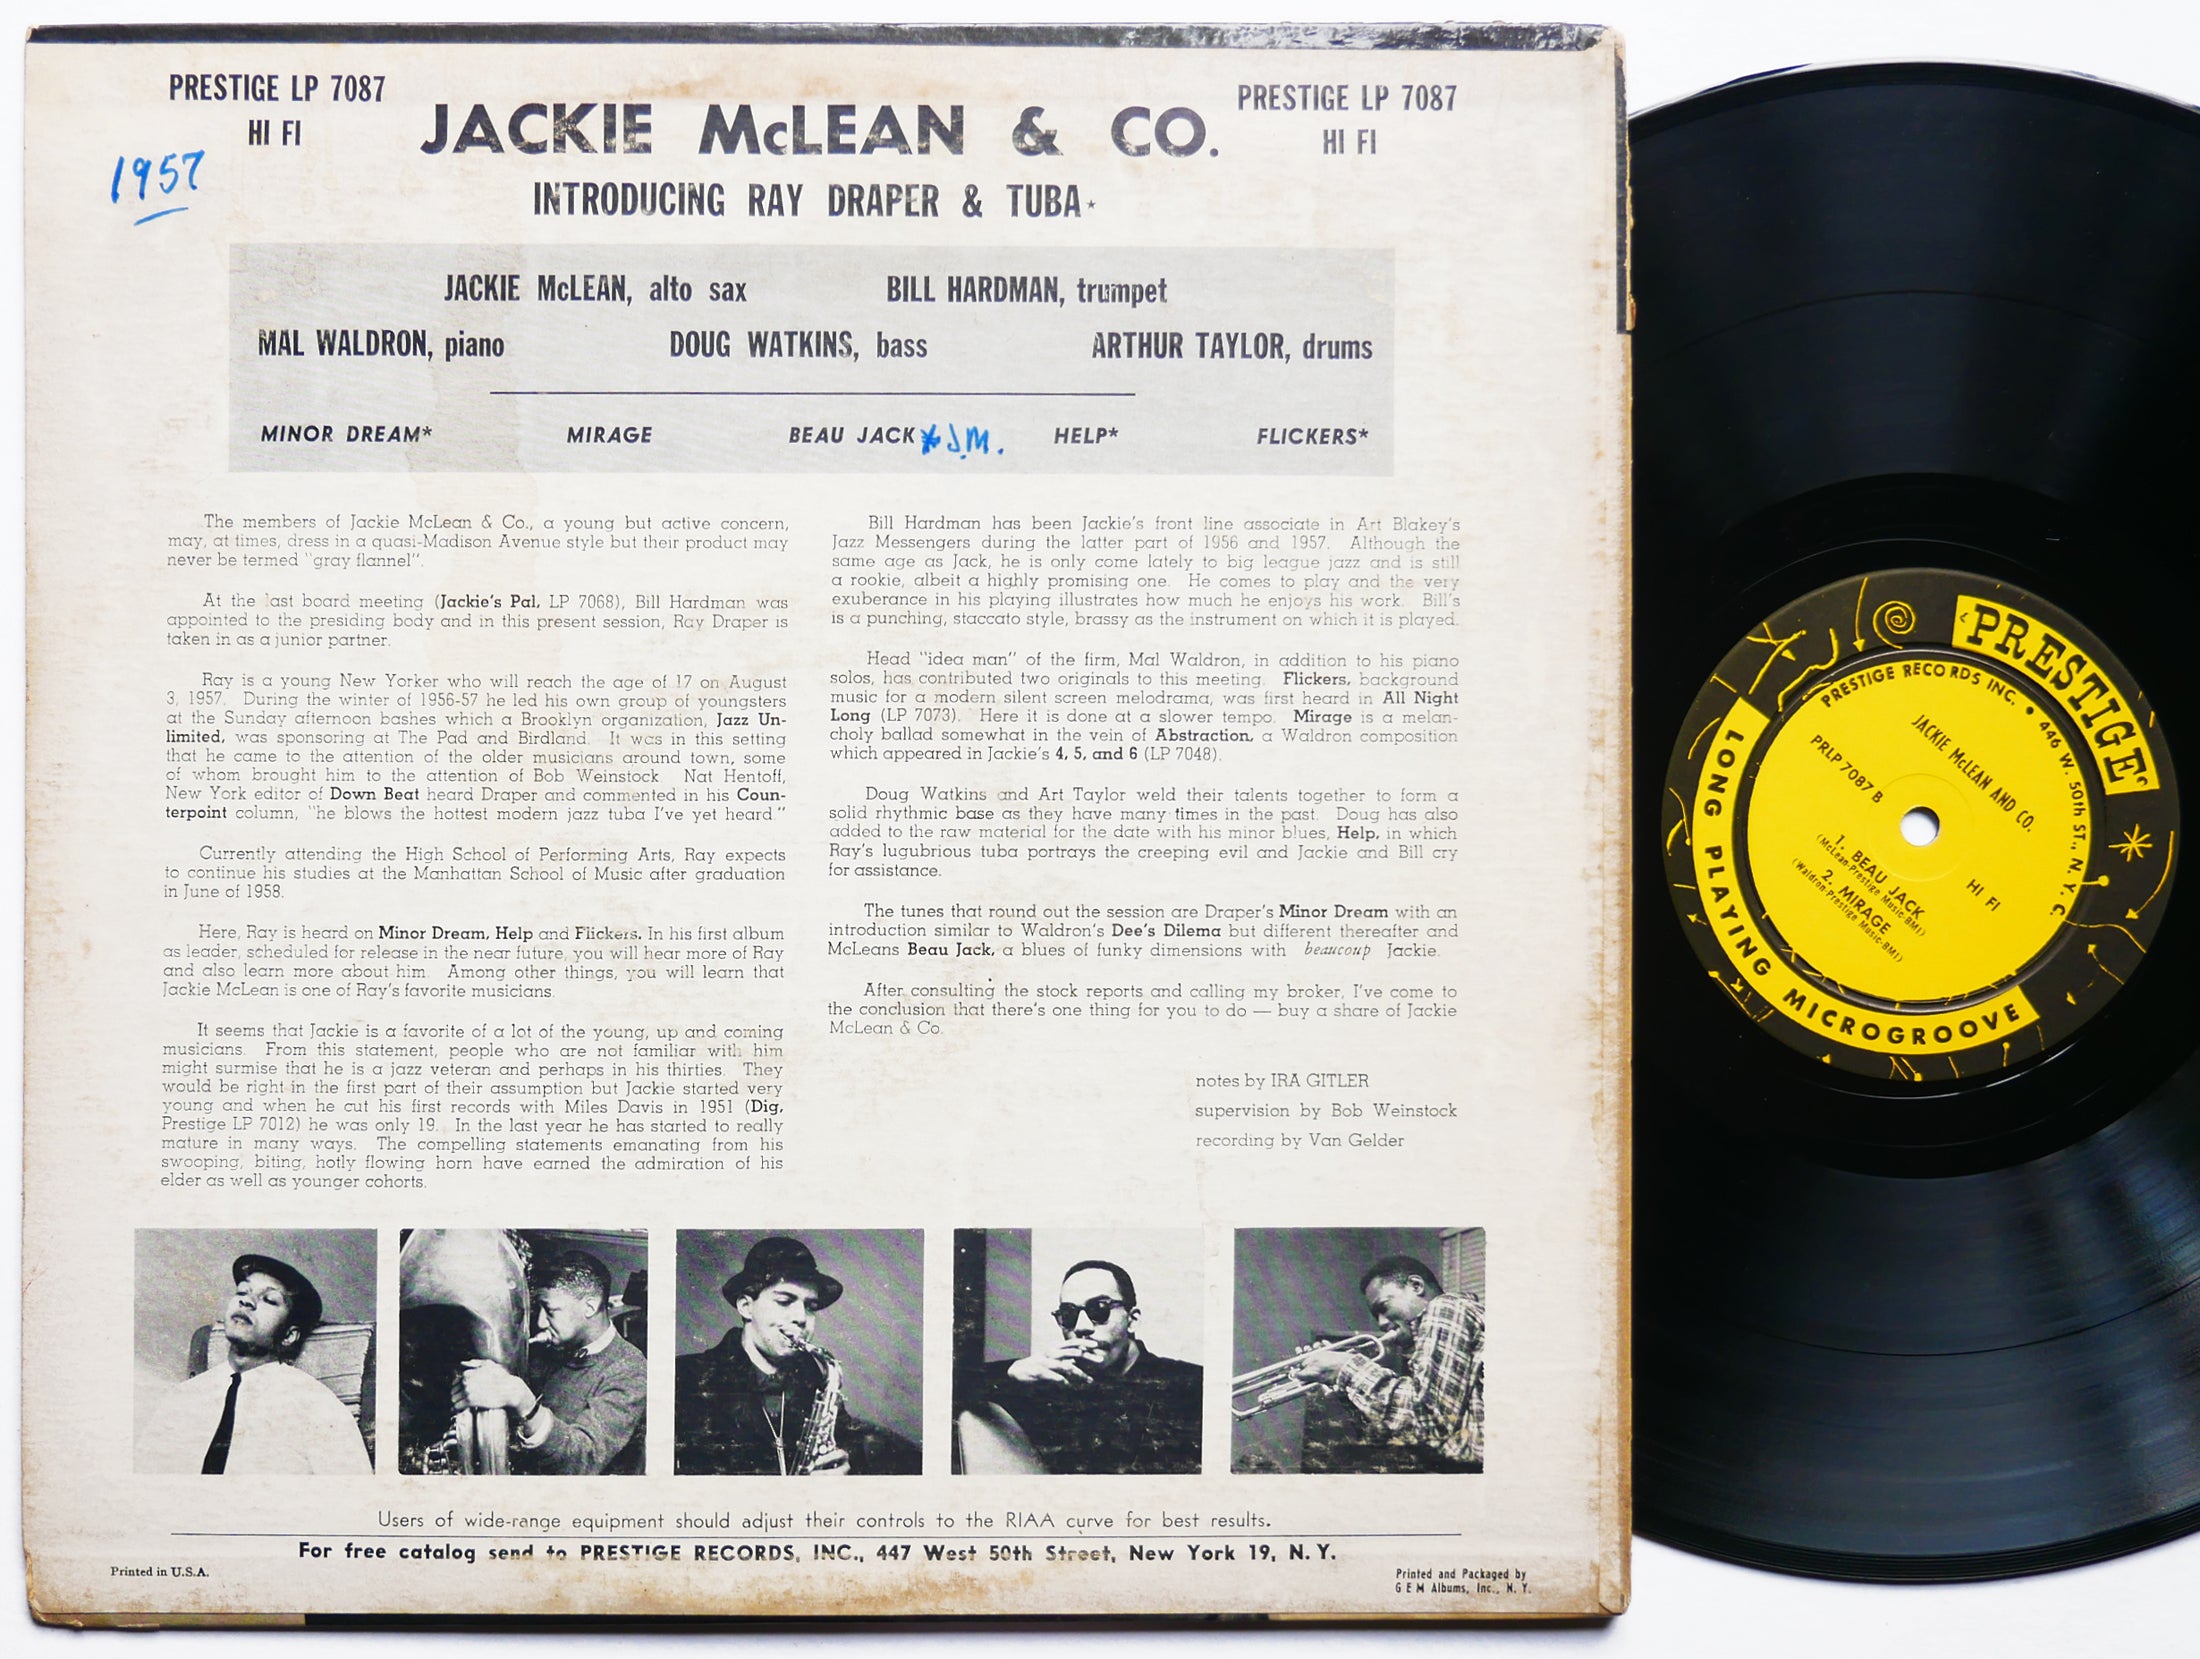 PRESTIGE LP 7087
HI FI
1957
JACKIE McLEAN & CO.
PRESTIGE LP 7087
HI FI
INTRODUCING RAY DRAPER & TUBA*
JACKIE McLEAN, alto sax BILL HARDMAN, trumpet
MAL WALDRON, piano DOUG WATKINS, bass ARTHUR TAYLOR, drums
MINOR DREAM* MIRAGE BEAU JACK * J.M. HELP* FLICKERS*
The members of Jackie McLean & Co., a young but active concern,
may, at times, dress in a quasi-Madison Avenue style but their product may
never be termed "gray flannel".
At the last board meeting (Jackie's Pal, LP 7068), Bill Hardman was
appointed to the presiding body and in this present session, Ray Draper is
taken in as a junior partner.
Ray is a young New Yorker who will reach the age of 17 on August
3, 1957. During the winter of 1956-57 he led his own group of youngsters
at the Sunday afternoon bashes which a Brooklyn organization, Jazz Un-
limited, was sponsoring at The Pad and Birdland. It was in this setting
that he came to the attention of the older musicians around town, some
of whom brought him to the attention of Bob Weinstock. Nat Hentoff,
New York editor of Down Beat heard Draper and commented in his Coun-
terpoint column, "he blows the hottest modern jazz tuba I've yet heard"
Currently attending the High School of Performing Arts, Ray expects
to continue his studies at the Manhattan School of Music after graduation
in June of 1958.
Here, Ray is heard on Minor Dream, Help and Flickers. In his first album
as leader, scheduled for release in the near future, you will hear more of Ray
and also learn more about him. Among other things, you will learn that
Jackie McLean is one of Ray's favorite musicians.
It seems that Jackie is a favorite of a lot of the young, up and coming
musicians. From this statement, people who are not familiar with him
might surmise that he is a jazz veteran and perhaps in his thirties. They
would be right in the first part of their assumption but Jackie started very
young and when he cut his first records with Miles Davis in 1951 (Dig,
Prestige LP 7012) he was only 19. In the last year he has started to really
mature in many ways. The compelling statements emanating from his
swooping, biting, hotly flowing horn have earned the admiration of his
elder as well as younger cohorts.
Bill Hardman has been Jackie's front line associate in Art Blakey's
Jazz Messengers during the latter part of 1956 and 1957. Although the
same age as Jack, he is only come lately to big league jazz and is still
a rookie, albeit a highly promising one. He comes to play and the very
exuberance in his playing illustrates how much he enjoys his work. Bill's
is a punching, staccato style, brassy as the instrument on which it is played.
Head "idea man" of the firm, Mal Waldron, in addition to his piano
solos, has contributed two originals to this meeting. Flickers, background
music for a modern silent screen melodrama, was first heard in All Night
Long (LP 7073). Here it is done at a slower tempo. Mirage is a melan-
choly ballad somewhat in the vein of Abstraction, a Waldron composition
which appeared in Jackie's 4, 5, and 6 (LP 7048).
Doug Watkins and Art Taylor weld their talents together to form a
solid rhythmic base as they have many times in the past. Doug has also
added to the raw material for the date with his minor blues, Help, in which
Ray's lugubrious tuba portrays the creeping evil and Jackie and Bill cry
for assistance.
The tunes that round out the session are Draper's Minor Dream with an
introduction similar to Waldron's Dee's Dilema but different thereafter and
McLeans Beau Jack, a blues of funky dimensions with beaucoup Jackie.
After consulting the stock reports and calling my broker, I've come to
the conclusion that there's one thing for you to do — buy a share of Jackie
McLean & Co.
notes by IRA GITLER
supervision by Bob Weinstock
recording by Van Gelder
Users of wide-range equipment should adjust their controls to the RIAA curve for best results.
For free catalog send to PRESTIGE RECORDS, INC., 447 West 50th Street, New York 19, N. Y.
Printed in U.S.A.
Printed and Packaged by
G E M Albums, Inc., N. Y.
PRESTIGE
PRESTIGE RECORDS INC. • 446 W. 50th ST., N. Y. C.
JACKIE McLEAN AND CO.
PRLP 7087 B
HI FI
1. BEAU JACK
(McLean-Prestige Music-BMI)
2. MIRAGE
(Waldron-Prestige Music-BMI)
LONG PLAYING MICROGROOVE